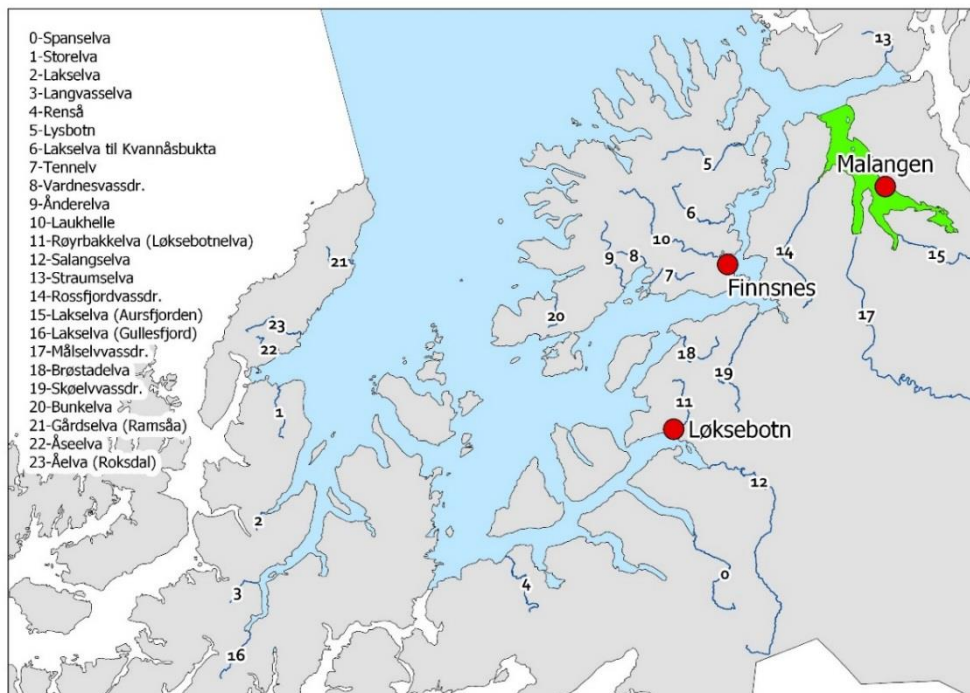 0-Spanselva
1-Storelva
2-Lakselva
3-Langvasselva
4-Renså
5-Lysbotn
6-Lakselva til Kvannåsbukta
7-Tennelv
8-Vardnesvassdr.
9-Ånderelva
10-Laukhelle
11-Røyrbakkelva (Løksebotnelva)
12-Salangselva
13-Straumselva
14-Rossfjordvassdr.
15-Lakselva (Aursfjorden)
16-Lakselva (Gullesfjord)
17-Målselvvassdr.
18-Brøstadelva
19-Skøelvvassdr.
20-Bunkelva
21-Gårdselva (Ramsåa)
22-Åseelva
23-Åelva (Roksdal)
13
Malangen
5
6
10
14
15
9
8
7
21
Finnsnes
20
17
23
22
18
19
1
11
Løksebotn
12
2
0
4
3
16